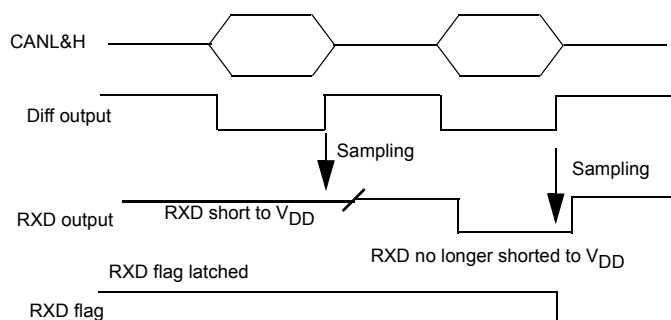 CANL&H
Diff output
Sampling
Sampling
RXD output
RXD short to VDD
RXD no longer shorted to VDD
RXD flag latched
RXD flag